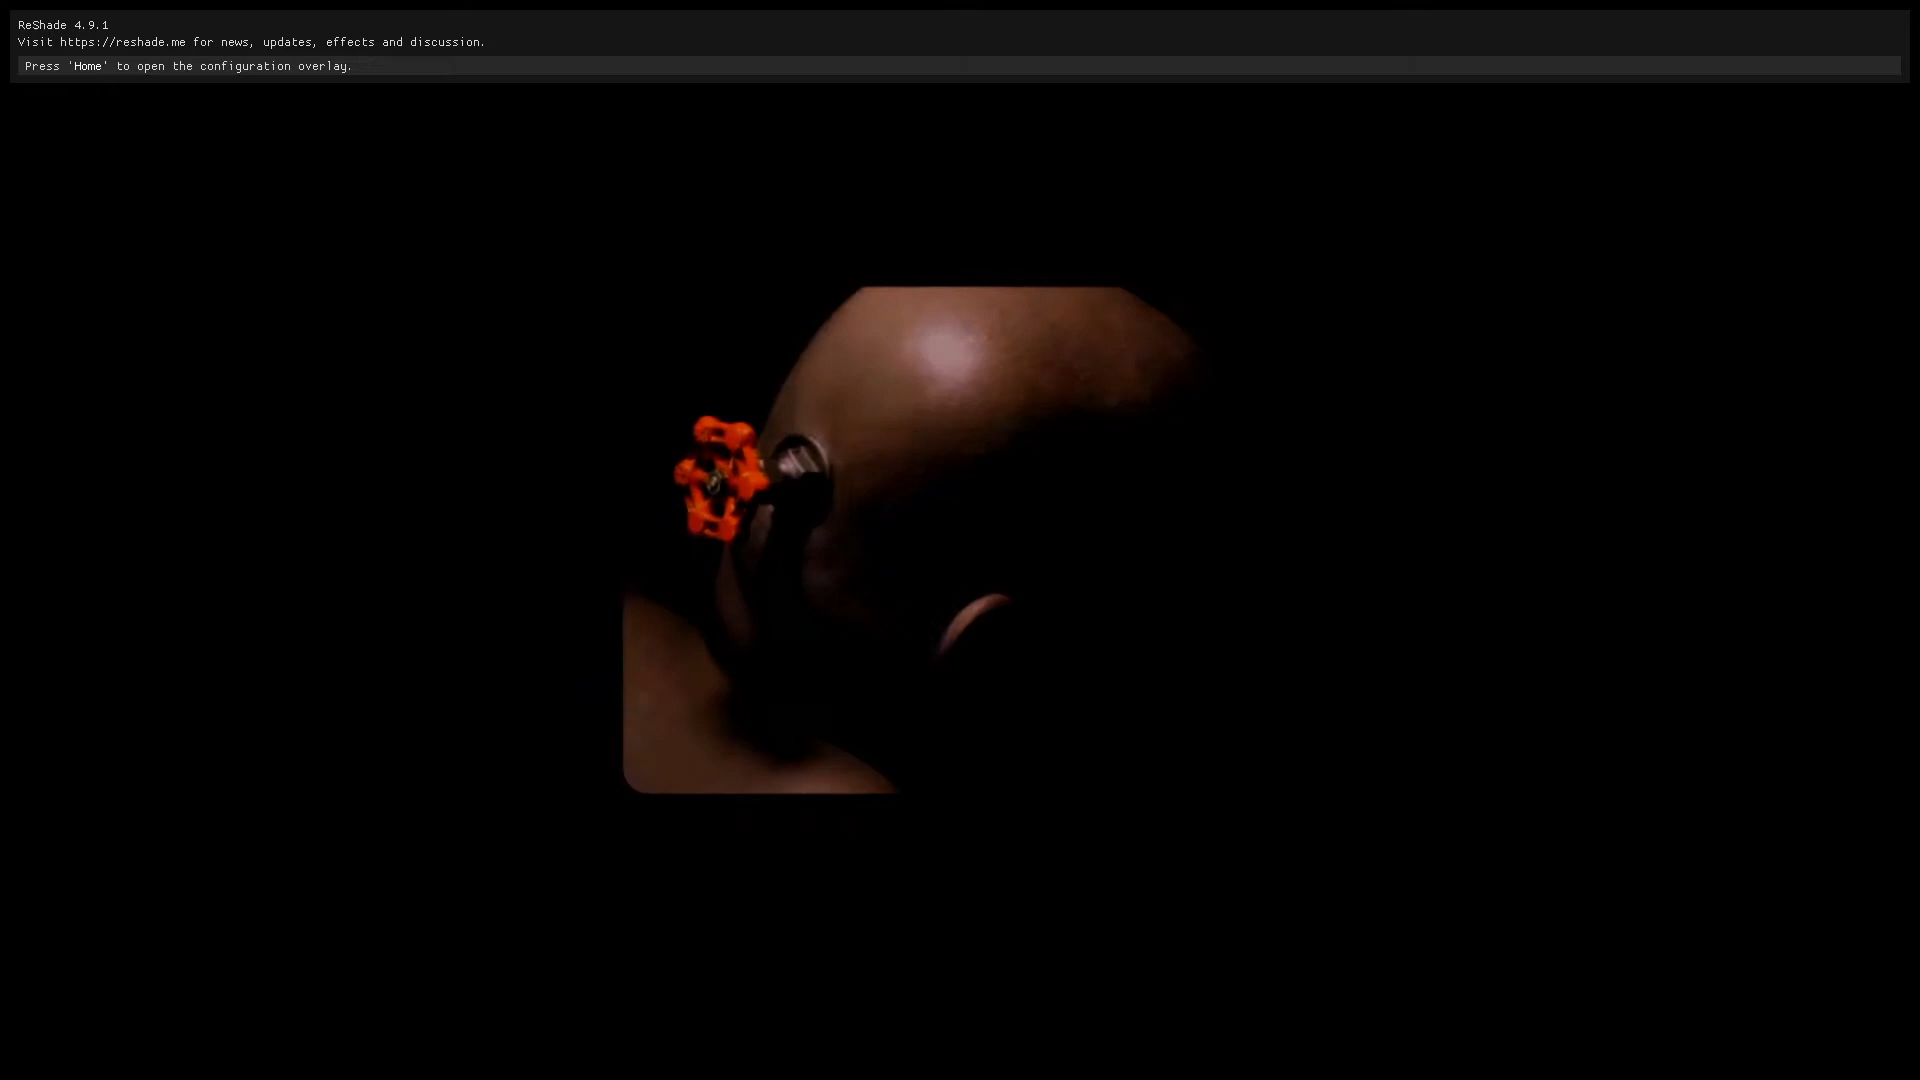 ReShade 4.9.1
Visit https://reshade.me for news, updates, effects and discussion.
Press 'Home' to open the configuration overlay.